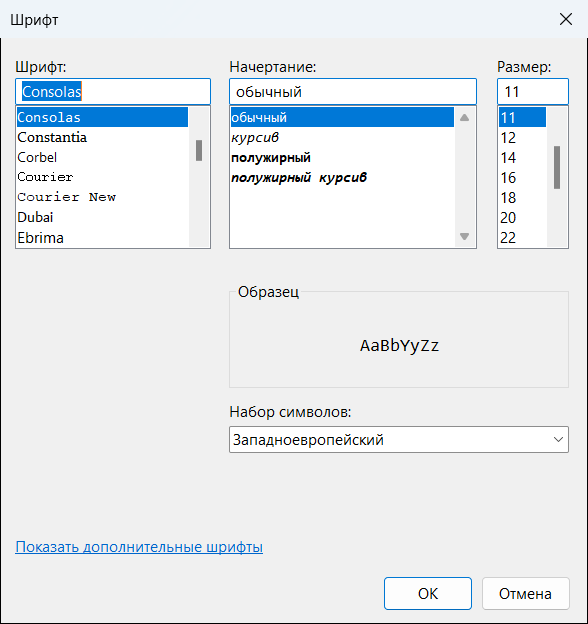 Шрифт
Шрифт:
Consolas
Consolas
Constantia
Corbel
Courier
Courier New
Dubai
Ebrima
Начертание:
обычный
обычный
курсив
полужирный
полужирный курсив
Размер:
11
11
12
14
16
18
20
22
Образец
AaBbYyZz
Набор символов:
Западноевропейский
Показать дополнительные шрифты
ОК
Отмена